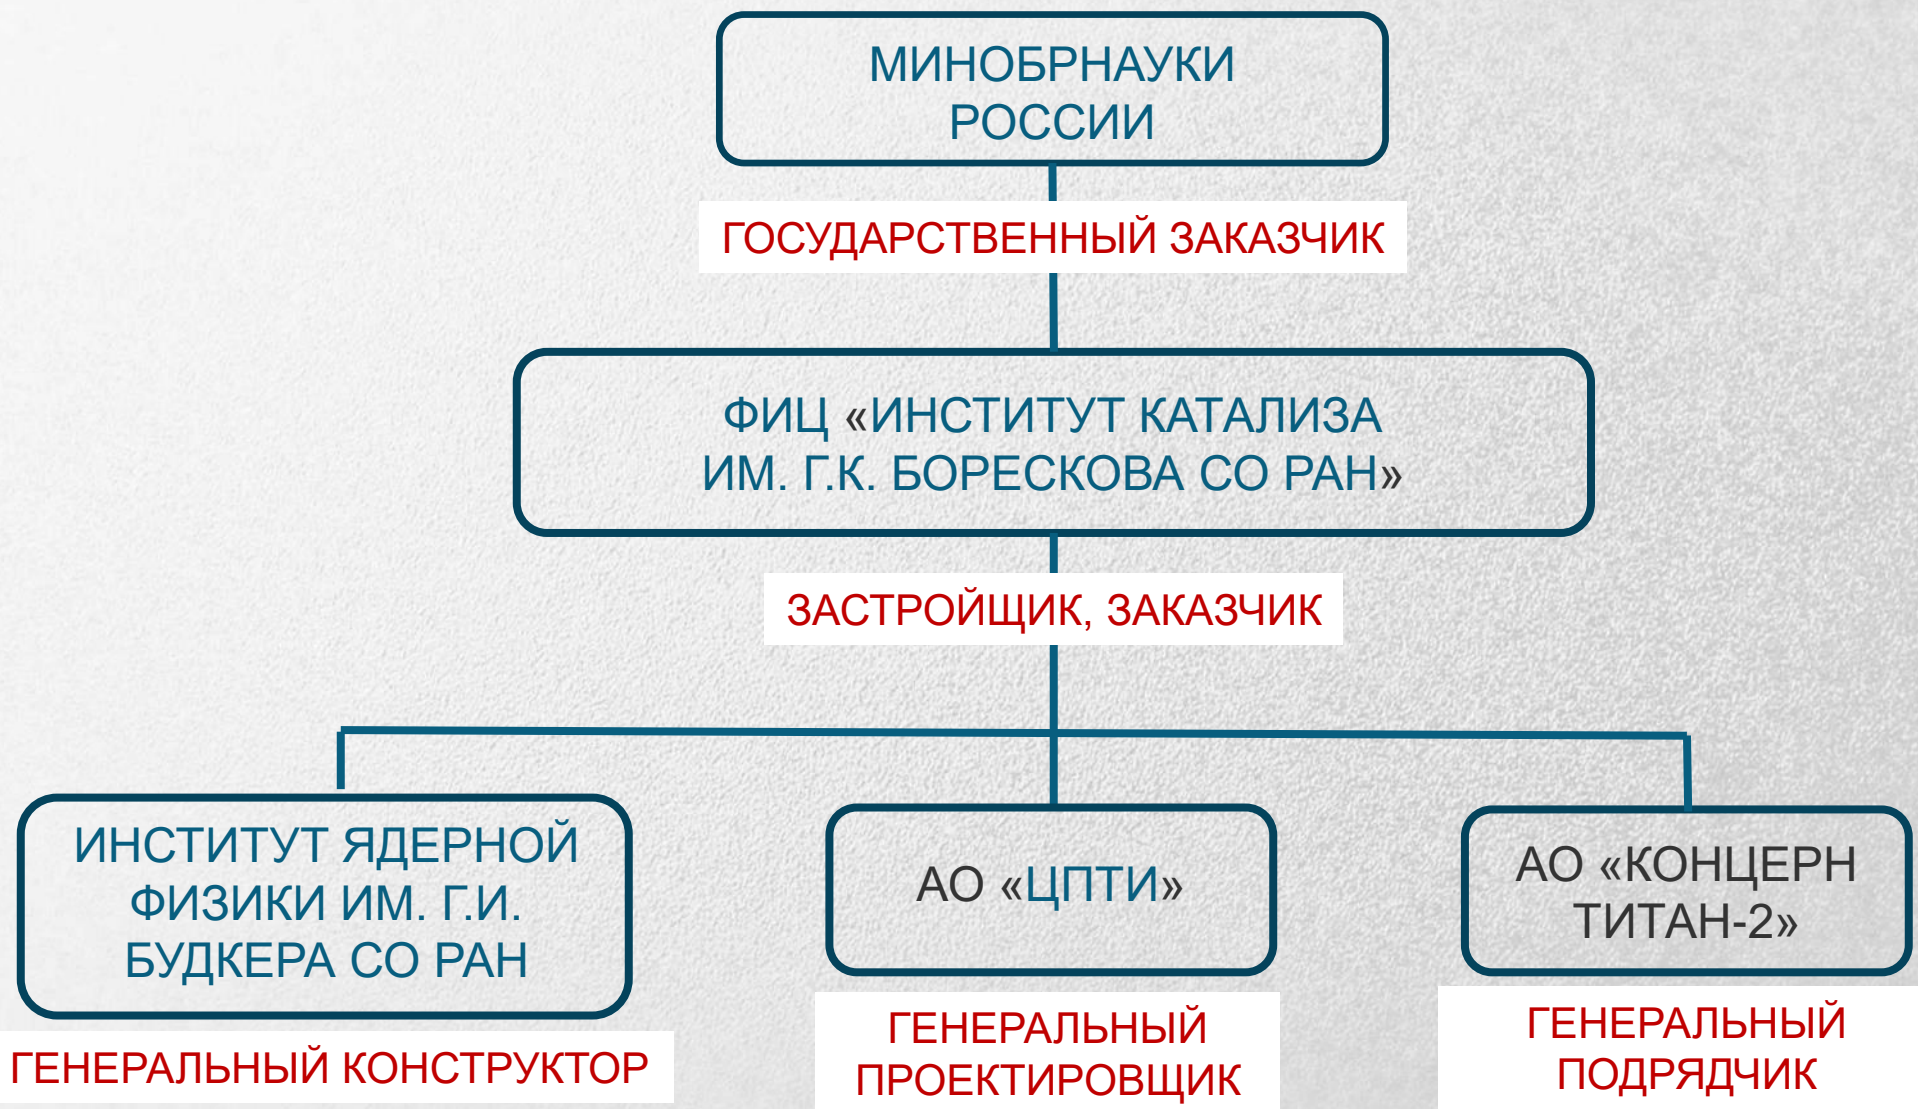 МИНОБРНАУКИ
РОССИИ
ГОСУДАРСТВЕННЫЙ ЗАКАЗЧИК
ФИЦ «ИНСТИТУТ КАТАЛИЗА
ИМ. Г.К. БОРЕСКОВА СО РАН»
ЗАСТРОЙЩИК, ЗАКАЗЧИК
ИНСТИТУТ ЯДЕРНОЙ
ФИЗИКИ ИМ. Г.И.
БУДКЕРА СО РАН
ГЕНЕРАЛЬНЫЙ КОНСТРУКТОР
АО «ЦПТИ»
ГЕНЕРАЛЬНЫЙ
ПРОЕКТИРОВЩИК
АО «КОНЦЕРН
ТИТАН-2»
ГЕНЕРАЛЬНЫЙ
ПОДРЯДЧИК